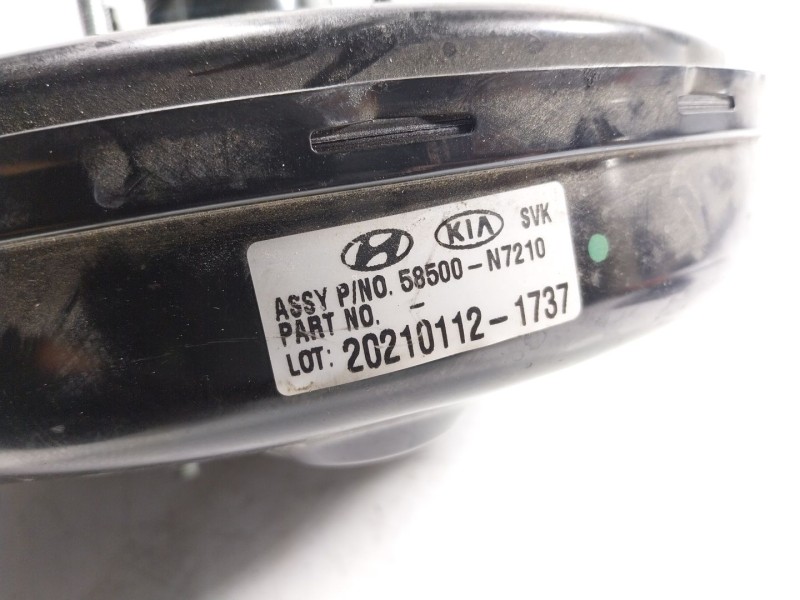 KIA SVK
ASSY P/NO. 58500-N7210
PART NO. -
LOT: 20210112-1737